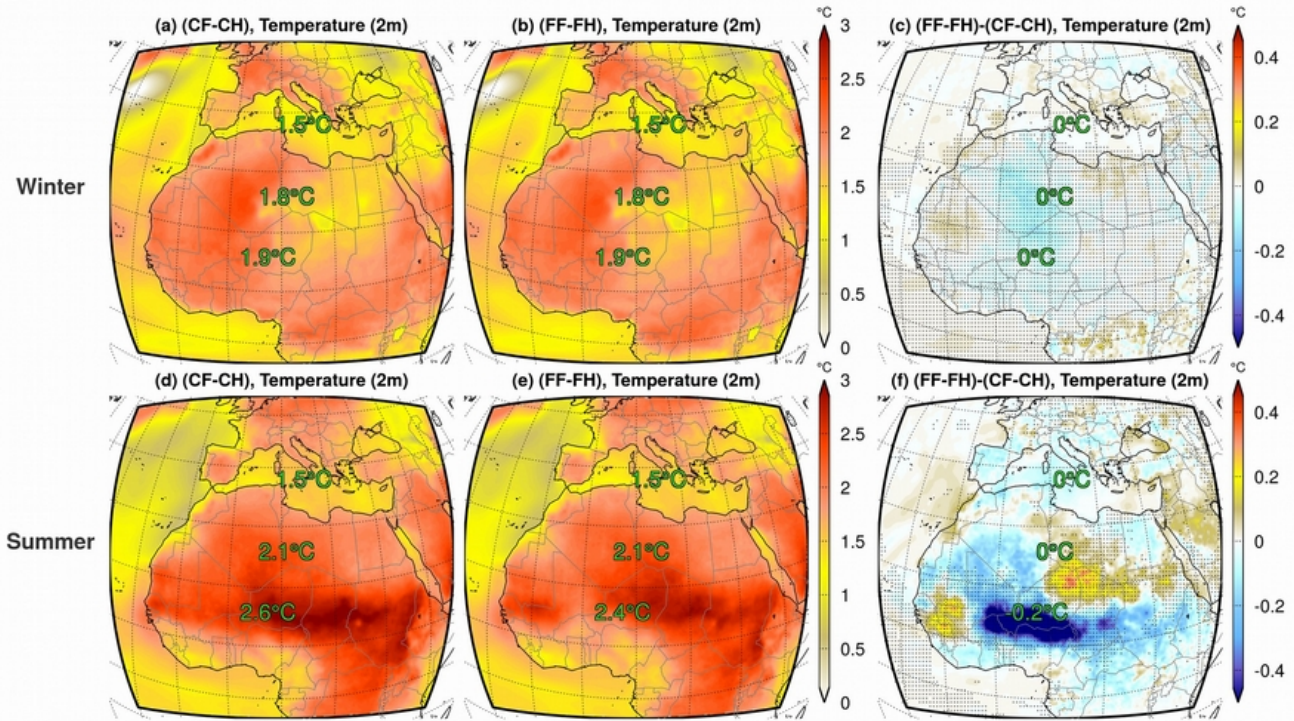 (a) (CF-CH), Temperature (2m)
(b) (FF-FH), Temperature (2m)
(c) (FF-FH)-(CF-CH), Temperature (2m)
°C
°C
3
2.5
2
1.5
1
0.5
0
0.4
0.2
0
-0.2
-0.4
Winter
1.5°C
1.8°C
1.9°C
1.5°C
1.8°C
1.9°C
0°C
0°C
0°C
(d) (CF-CH), Temperature (2m)
(e) (FF-FH), Temperature (2m)
(f) (FF-FH)-(CF-CH), Temperature (2m)
°C
°C
3
2.5
2
1.5
1
0.5
0
0.4
0.2
0
-0.2
-0.4
Summer
1.5°C
2.1°C
2.6°C
1.5°C
2.1°C
2.4°C
0°C
0°C
-0.2°C